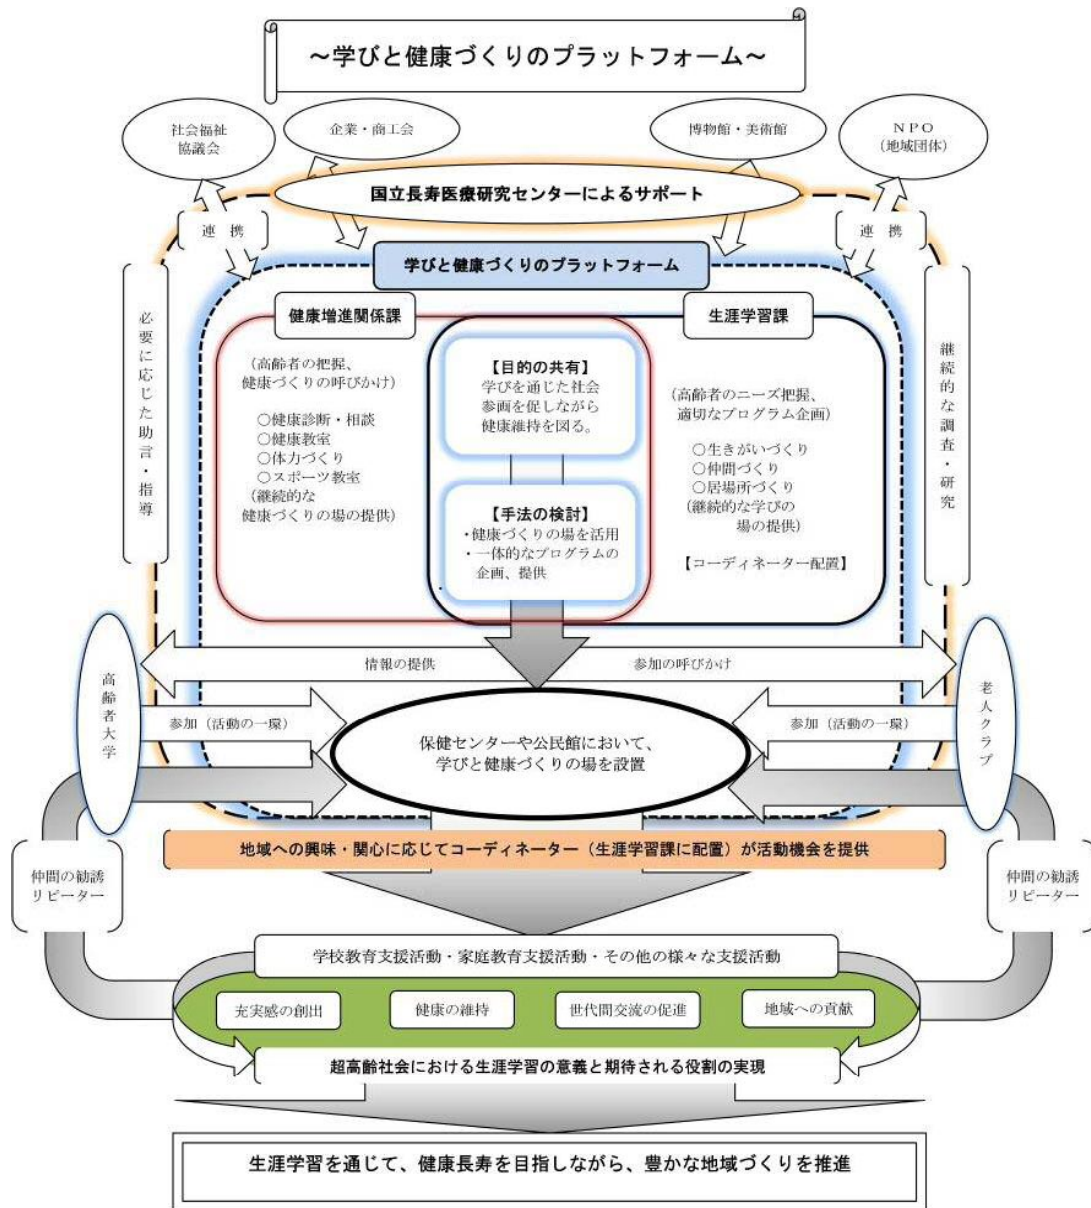 ～学びと健康づくりのプラットフォーム～
社会福祉
協議会
企業・商工会
博物館・美術館
ＮＰＯ
（地域団体）
国立長寿医療研究センターによるサポート
連　携
連　携
学びと健康づくりのプラットフォーム
必要に応じた助言・指導
継続的な調査・研究
健康増進関係課
（高齢者の把握、
健康づくりの呼びかけ）
○健康診断・相談
○健康教室
○体力づくり
○スポーツ教室
（継続的な
健康づくりの場の提供）
【目的の共有】
学びを通じた社会
参画を促しながら
健康維持を図る。
【手法の検討】
・健康づくりの場を活用
・一体的なプログラムの
企画、提供
生涯学習課
（高齢者のニーズ把握、
適切なプログラム企画）
○生きがいづくり
○仲間づくり
○居場所づくり
（継続的な学びの
場の提供）
【コーディネーター配置】
情報の提供
参加の呼びかけ
高齢者大学
老人クラブ
参加（活動の一環）
参加（活動の一環）
保健センターや公民館において、
学びと健康づくりの場を設置
地域への興味・関心に応じてコーディネーター（生涯学習課に配置）が活動機会を提供
仲間の勧誘
リピーター
仲間の勧誘
リピーター
学校教育支援活動・家庭教育支援活動・その他の様々な支援活動
充実感の創出
健康の維持
世代間交流の促進
地域への貢献
超高齢社会における生涯学習の意義と期待される役割の実現
生涯学習を通じて、健康長寿を目指しながら、豊かな地域づくりを推進